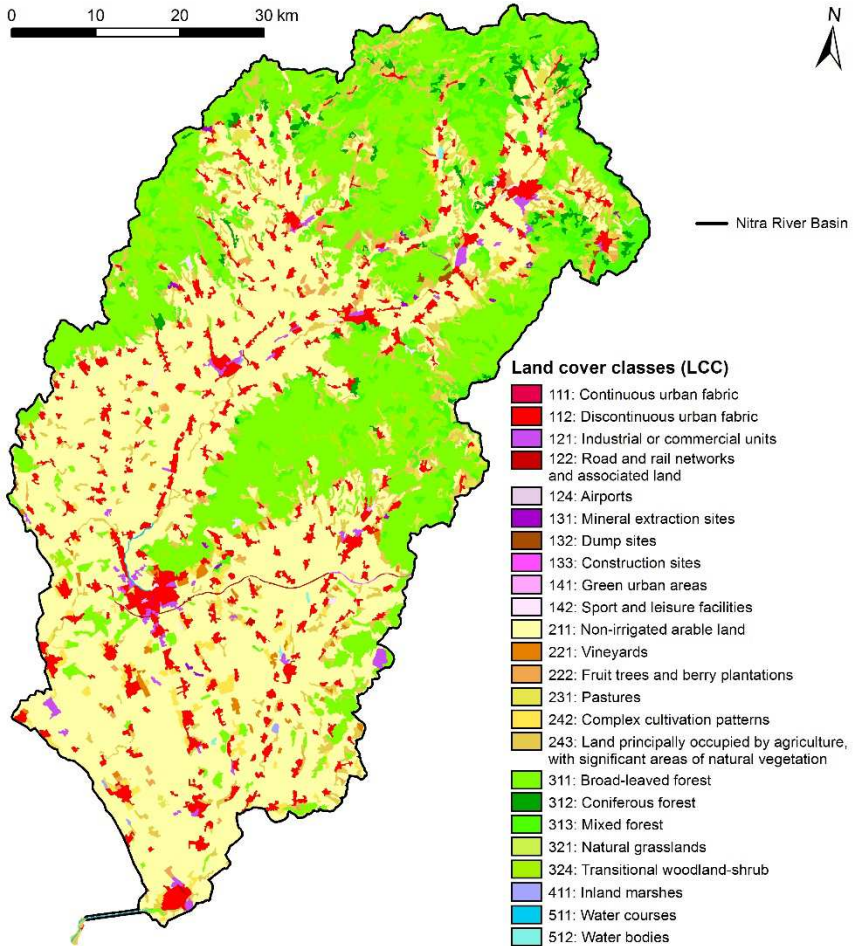 0 10 20 30 km
N
Nitra River Basin
Land cover classes (LCC)
111: Continuous urban fabric
112: Discontinuous urban fabric
121: Industrial or commercial units
122: Road and rail networks
and associated land
124: Airports
131: Mineral extraction sites
132: Dump sites
133: Construction sites
141: Green urban areas
142: Sport and leisure facilities
211: Non-irrigated arable land
221: Vineyards
222: Fruit trees and berry plantations
231: Pastures
242: Complex cultivation patterns
243: Land principally occupied by agriculture,
with significant areas of natural vegetation
311: Broad-leaved forest
312: Coniferous forest
313: Mixed forest
321: Natural grasslands
324: Transitional woodland-shrub
411: Inland marshes
511: Water courses
512: Water bodies